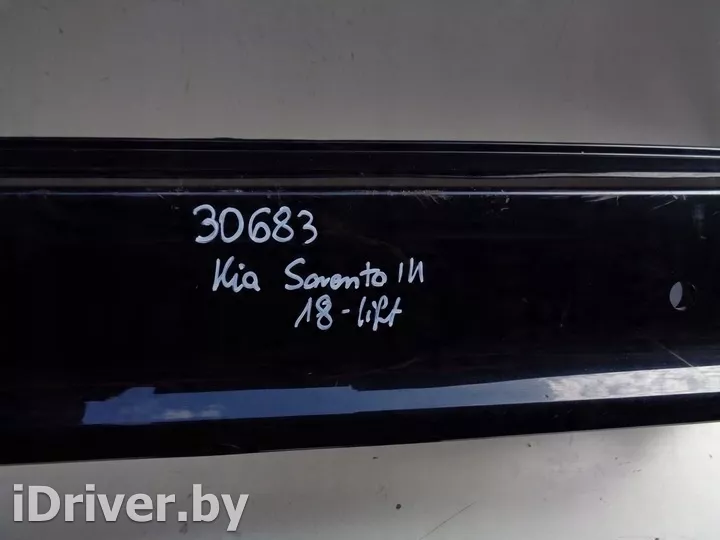 30683
Kia Sorento III
18-lift
iDriver.by